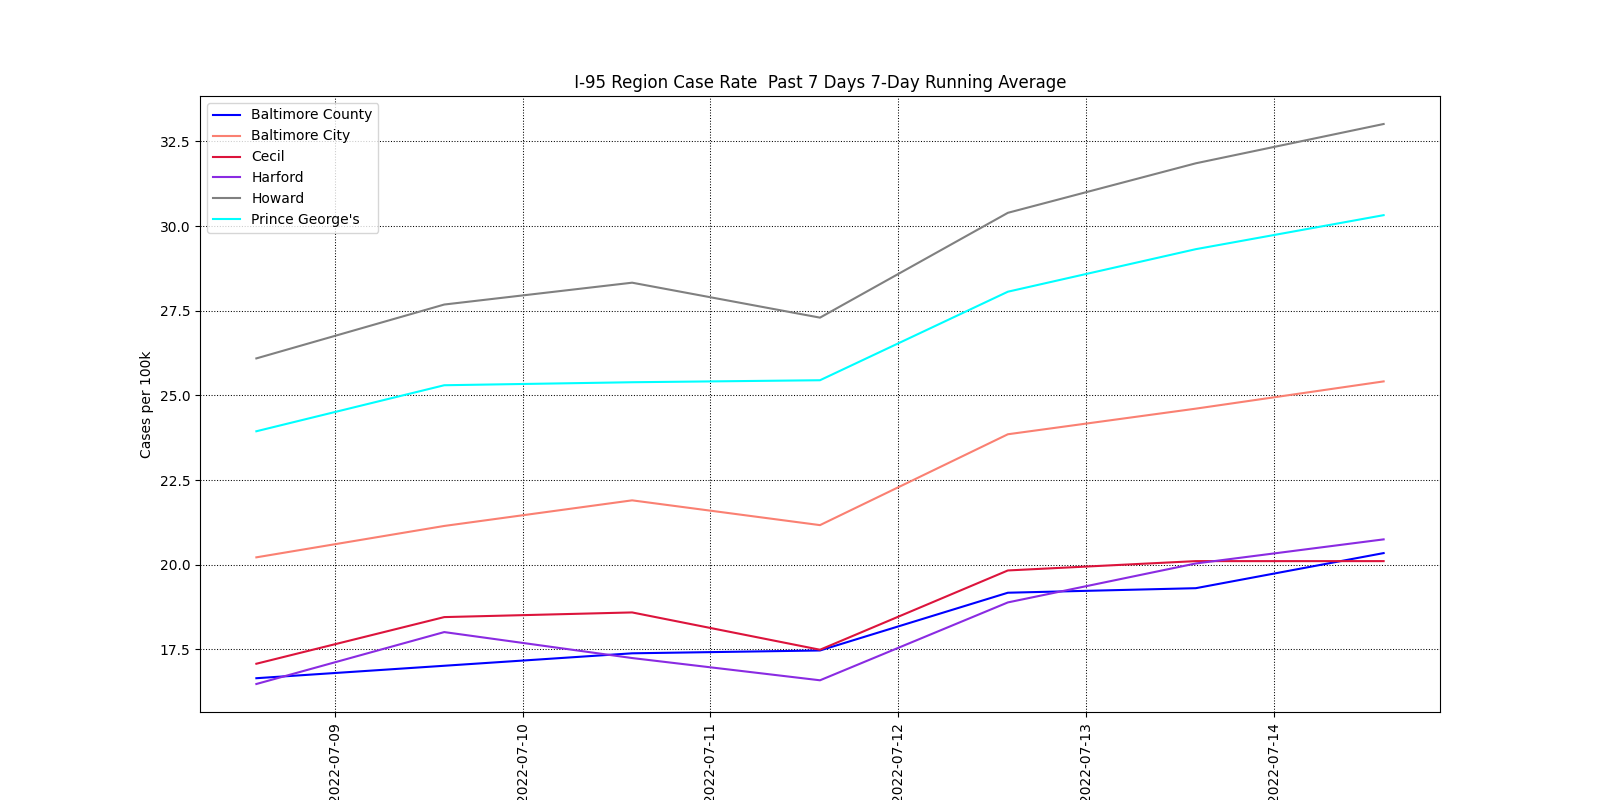 I-95 Region Case Rate  Past 7 Days 7-Day Running Average
Baltimore County
Baltimore City
Cecil
Harford
Howard
Prince George's
Cases per 100k
32.5
30.0
27.5
25.0
22.5
20.0
17.5
2022-07-09
2022-07-10
2022-07-11
2022-07-12
2022-07-13
2022-07-14